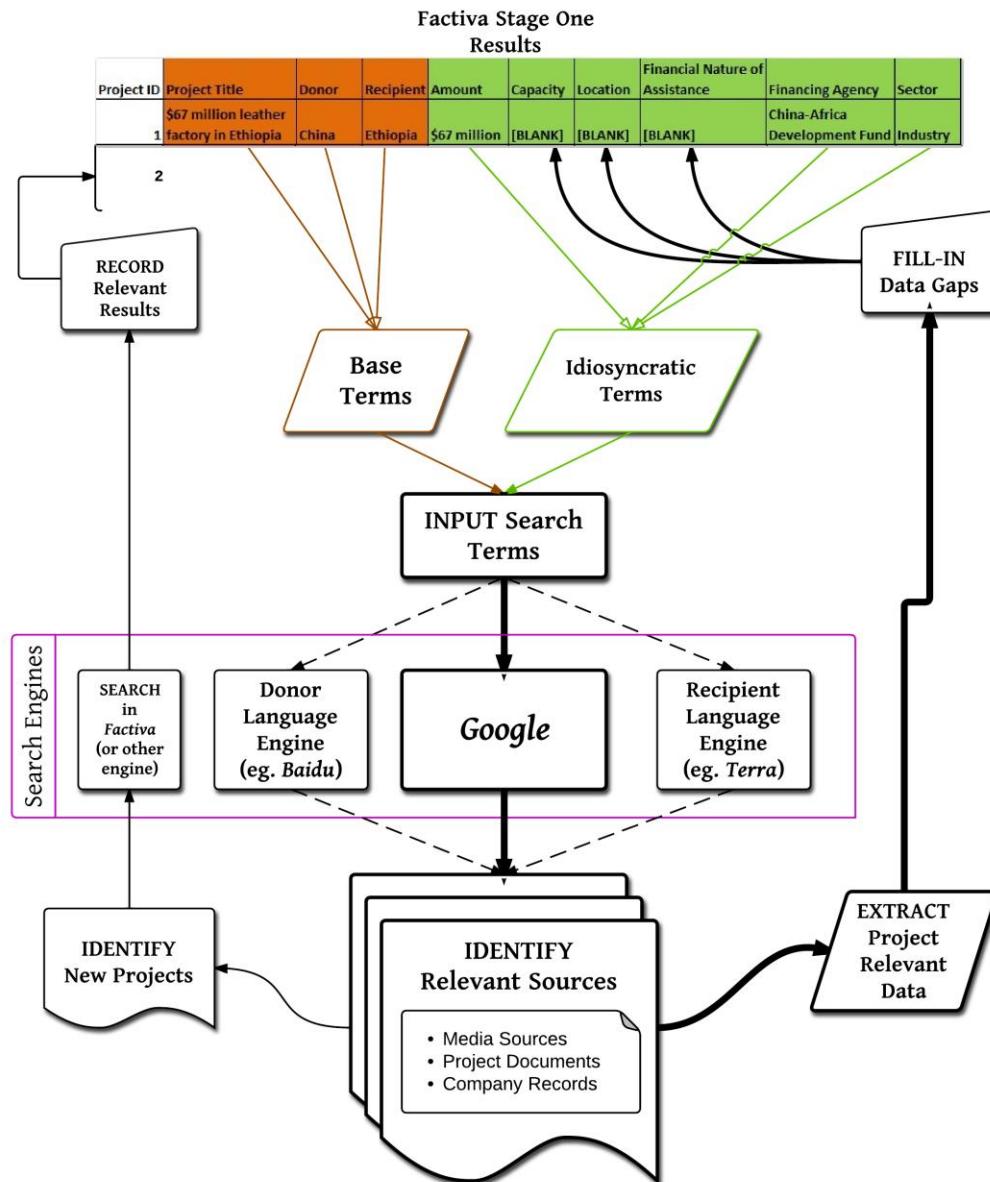 Factiva Stage One
Results
Project ID Project Title Donor Recipient Amount Capacity Location Financial Nature of Assistance Financing Agency Sector
1 $67 million leather factory in Ethiopia China Ethiopia $67 million [BLANK] [BLANK] [BLANK] China-Africa Development Fund Industry
2
RECORD
Relevant
Results
FILL-IN
Data Gaps
Base
Terms
Idiosyncratic
Terms
INPUT Search
Terms
Search Engines
SEARCH
in
Factiva
(or other
engine)
Donor
Language
Engine
(eg. Baidu)
Google
Recipient
Language
Engine
(eg. Terra)
IDENTIFY
New Projects
IDENTIFY
Relevant Sources
• Media Sources
• Project Documents
• Company Records
EXTRACT
Project
Relevant
Data